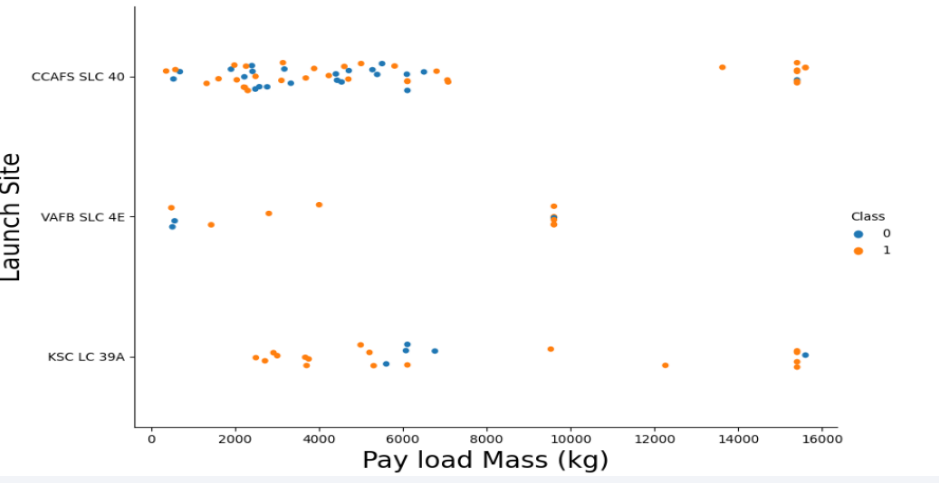 CCAFS SLC 40
VAFB SLC 4E
KSC LC 39A
Launch Site
0 2000 4000 6000 8000 10000 12000 14000 16000
Pay load Mass (kg)
Class
0
1